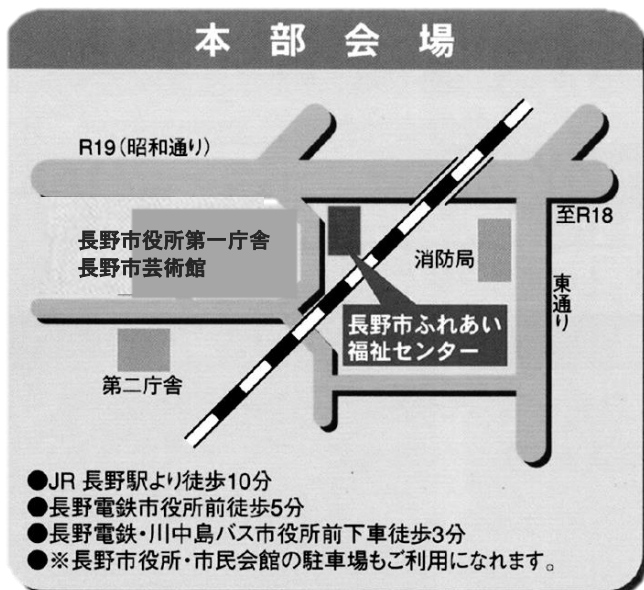 本部会場
R19(昭和通り)
至R18
長野市役所第一庁舎
長野市芸術館
消防局
東通り
長野市ふれあい
福祉センター
第二庁舎
●JR 長野駅より徒歩10分
●長野電鉄市役所前徒歩5分
●長野電鉄・川中島バス市役所前下車徒歩3分
●※長野市役所・市民会館の駐車場もご利用になれます。